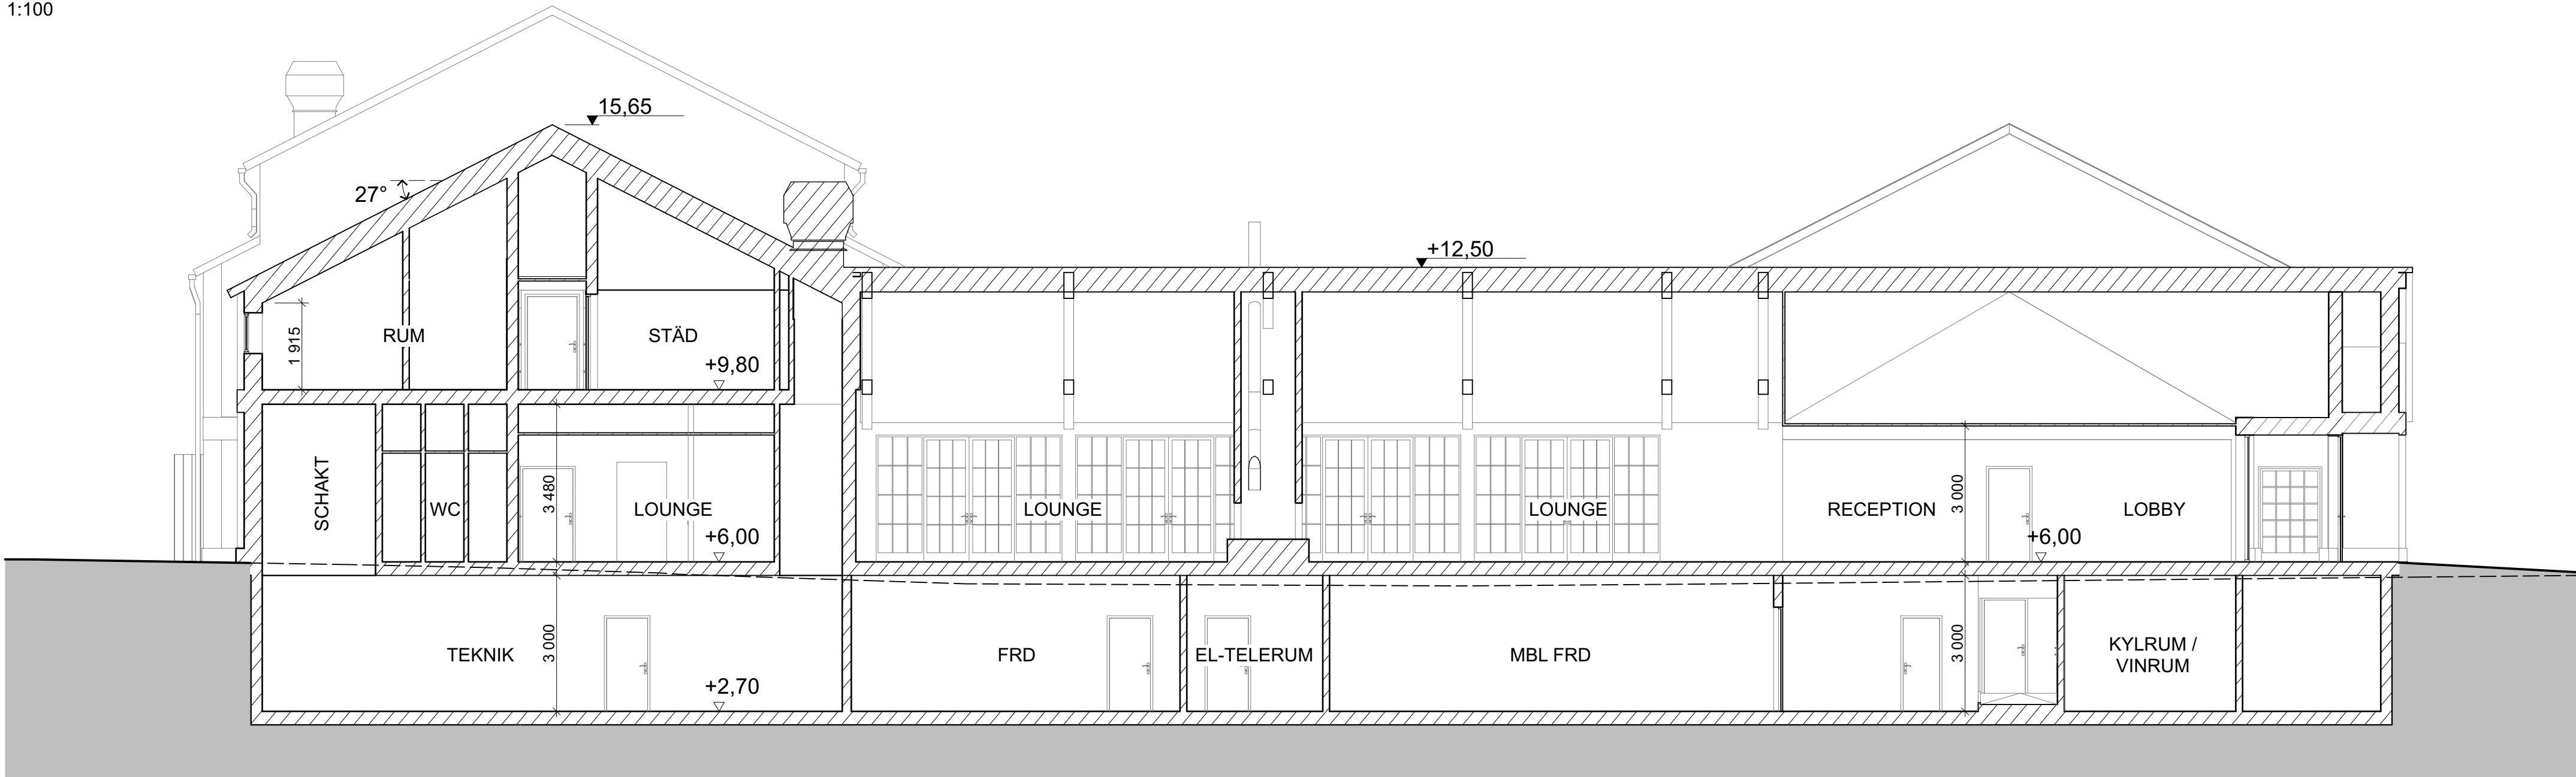 1:100
15,65
27°
+12,50
1 915
RUM
STÄD
+9,80
SCHAKT
WC
3 480
LOUNGE
+6,00
LOUNGE
LOUNGE
RECEPTION
3 000
LOBBY
+6,00
TEKNIK
3 000
+2,70
FRD
EL-TELERUM
MBL FRD
3 000
KYLRUM /
VINRUM